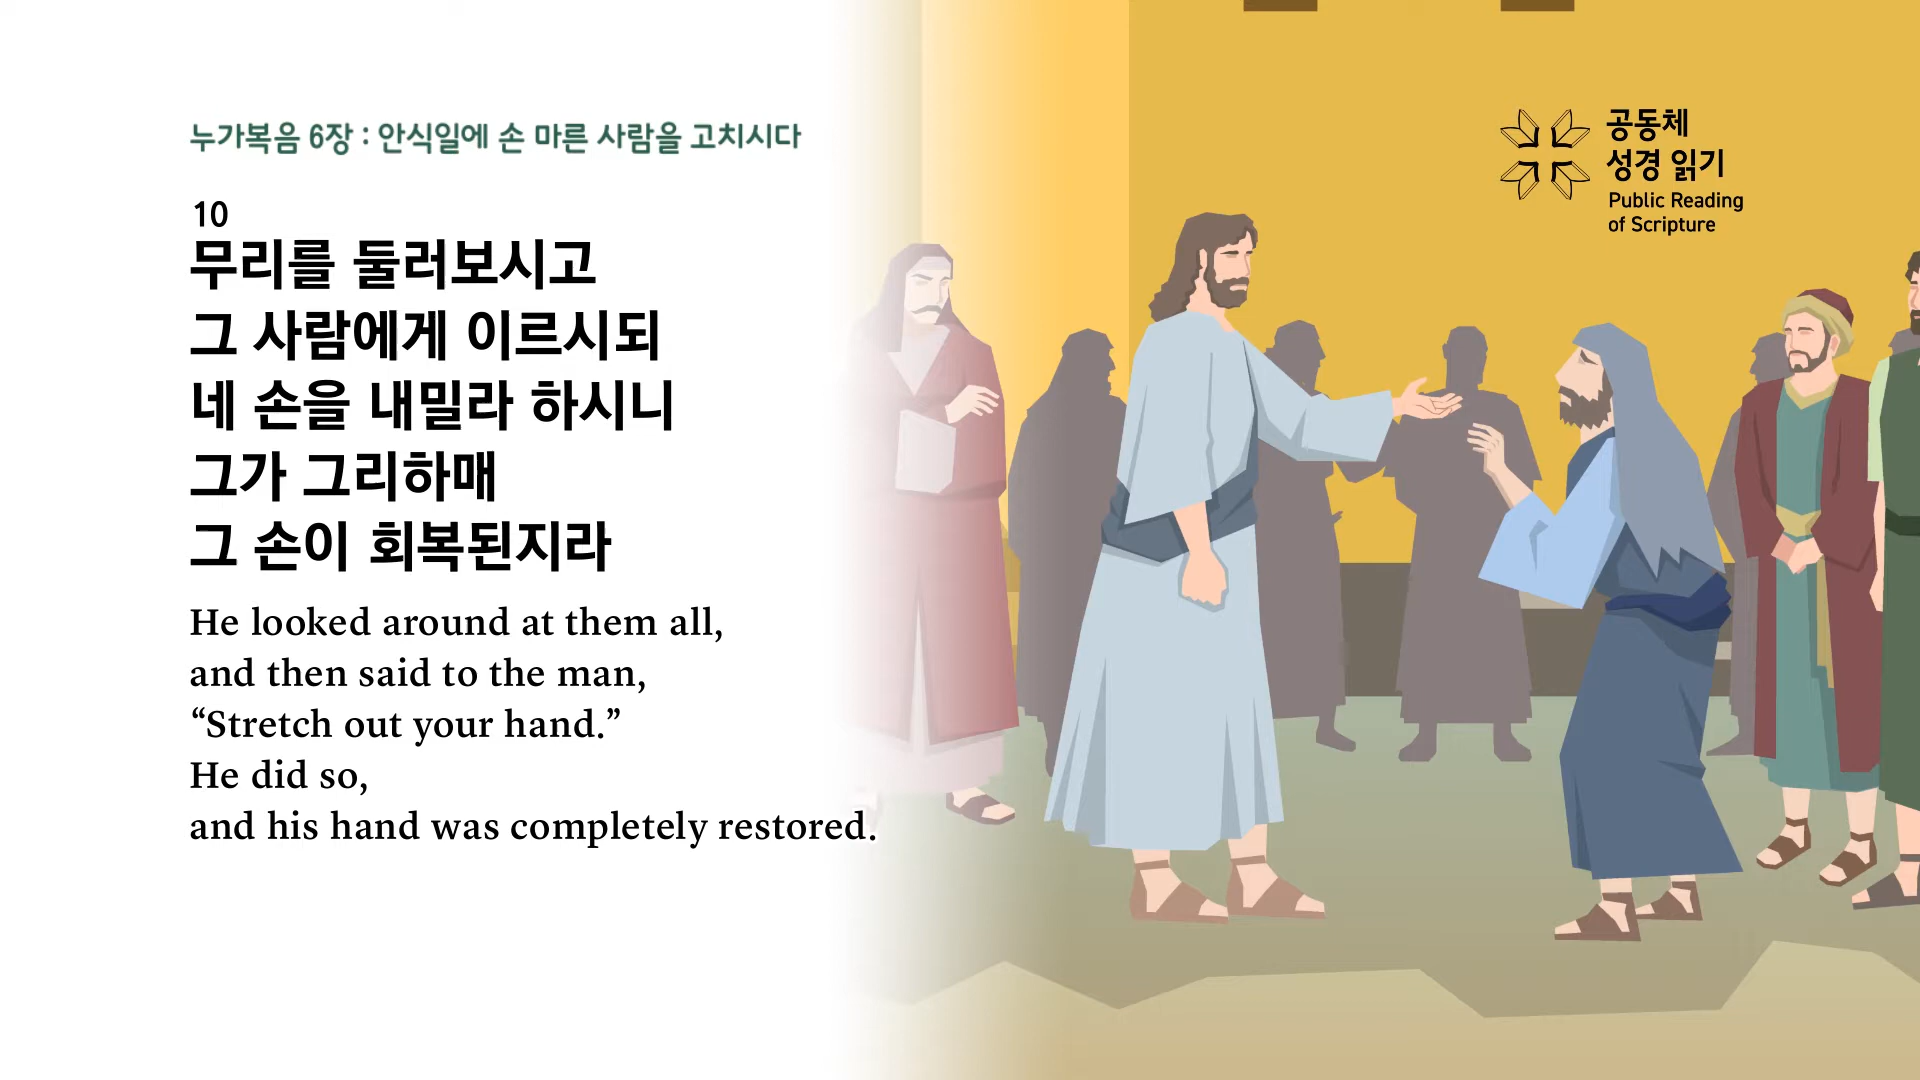 누가복음 6장 : 안식일에 손 마른 사람을 고치시다
10
무리를 둘러보시고
그 사람에게 이르시되
네 손을 내밀라 하시니
그가 그리하매
그 손이 회복된지라
He looked around at them all,
and then said to the man,
“Stretch out your hand.”
He did so,
and his hand was completely restored.
공동체
성경 읽기
Public Reading
of Scripture